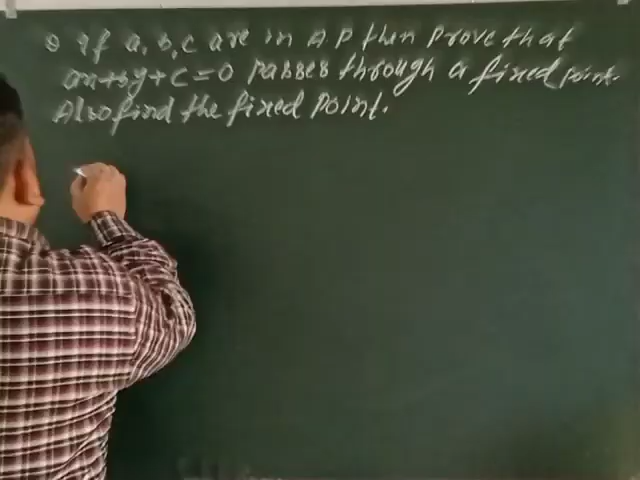 Q If a, b, c are in A P then Prove that
ax+by+c=0 passes through a fixed point.
Also find the fixed Point.